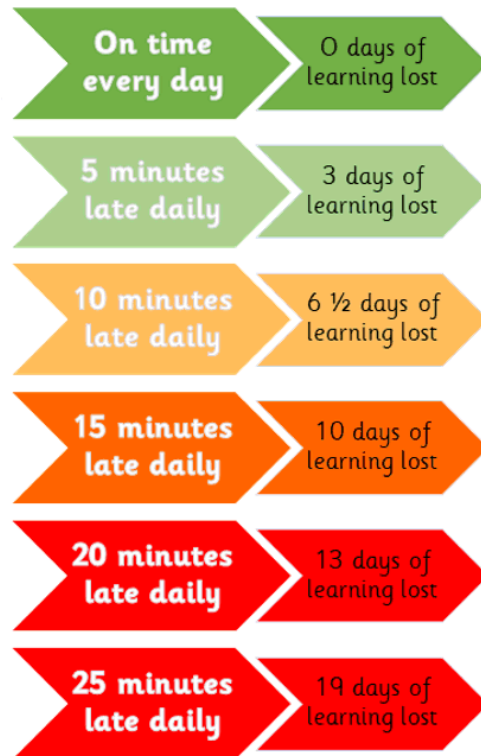 On time
every day
0 days of
learning lost
5 minutes
late daily
3 days of
learning lost
10 minutes
late daily
6 ½ days of
learning lost
15 minutes
late daily
10 days of
learning lost
20 minutes
late daily
13 days of
learning lost
25 minutes
late daily
19 days of
learning lost